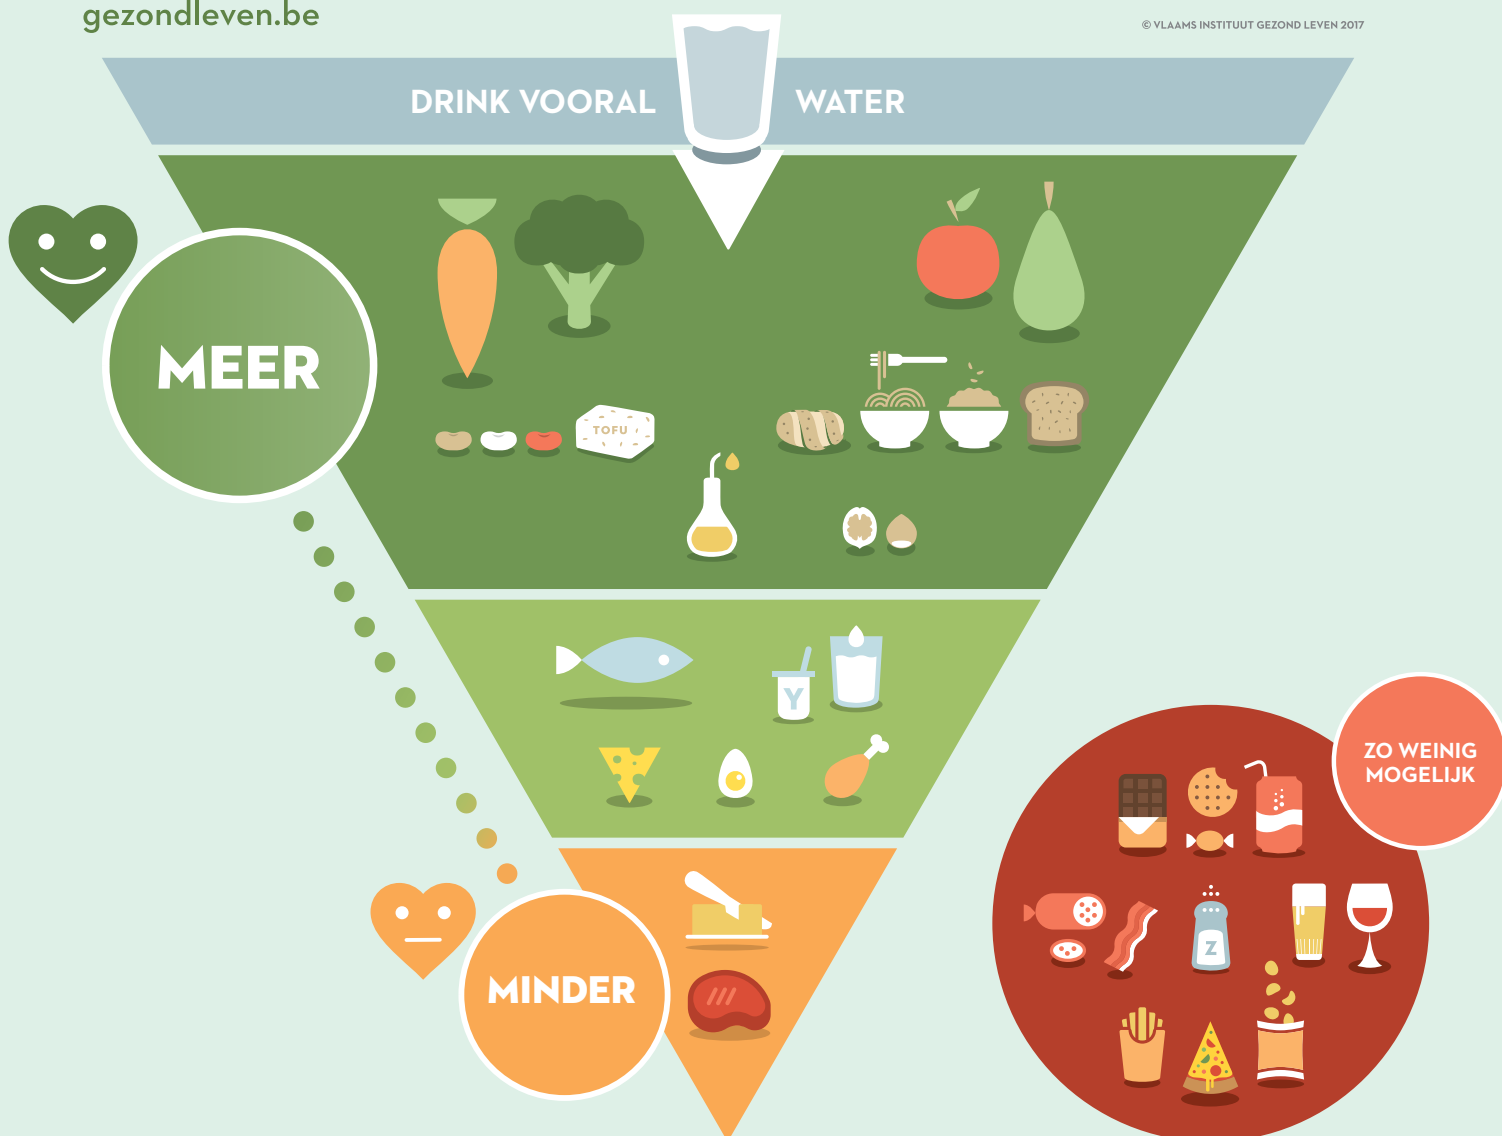 gezondleven.be
© VLAAMS INSTITUUT GEZOND LEVEN 2017
DRINK VOORAL WATER
MEER
TOFU
Y
ZO WEINIG
MOGELIJK
Z
MINDER